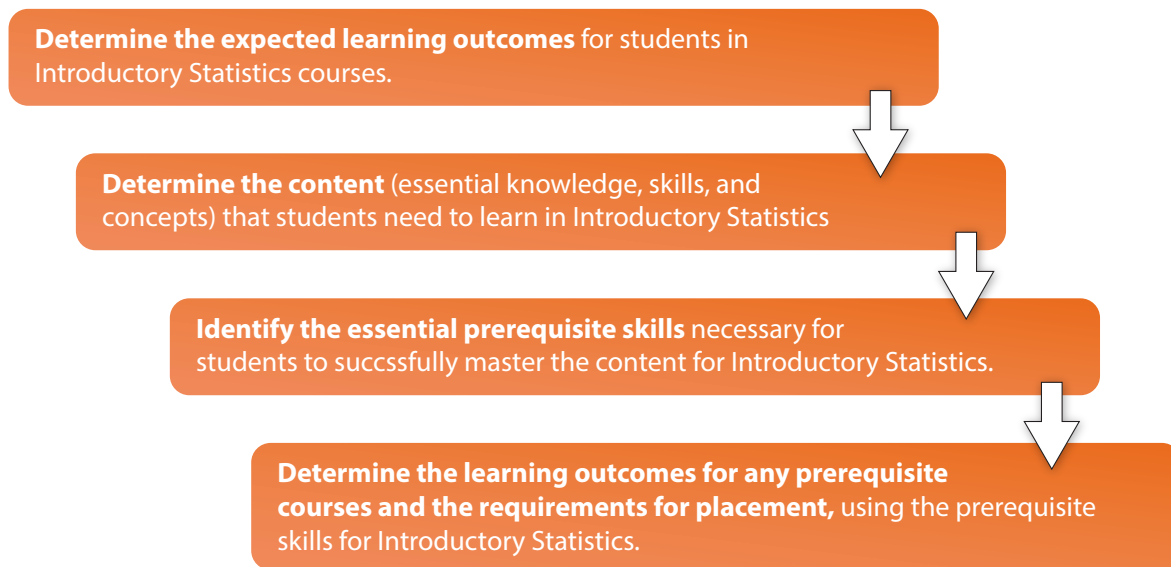 Determine the expected learning outcomes for students in
Introductory Statistics courses.
Determine the content (essential knowledge, skills, and
concepts) that students need to learn in Introductory Statistics
Identify the essential prerequisite skills necessary for
students to succssfully master the content for Introductory Statistics.
Determine the learning outcomes for any prerequisite
courses and the requirements for placement, using the prerequisite
skills for Introductory Statistics.